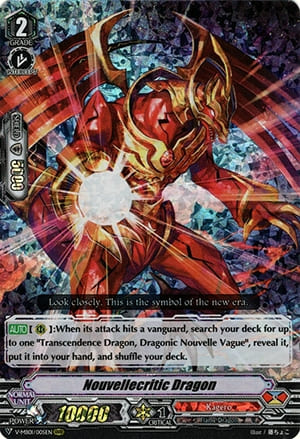 2
GRADE
INTERCEPT
5000
Look closely. This is the symbol of the new era.
AUTO [ ]:When its attack hits a vanguard, search your deck for up
to one "Transcendence Dragon, Dragonic Nouvelle Vague", reveal it,
put it into your hand, and shuffle your deck.
Nouvellecritic Dragon
NORMAL
UNIT
POWER
10000
1
CRITICAL
Kagero
V-MB01/005EN